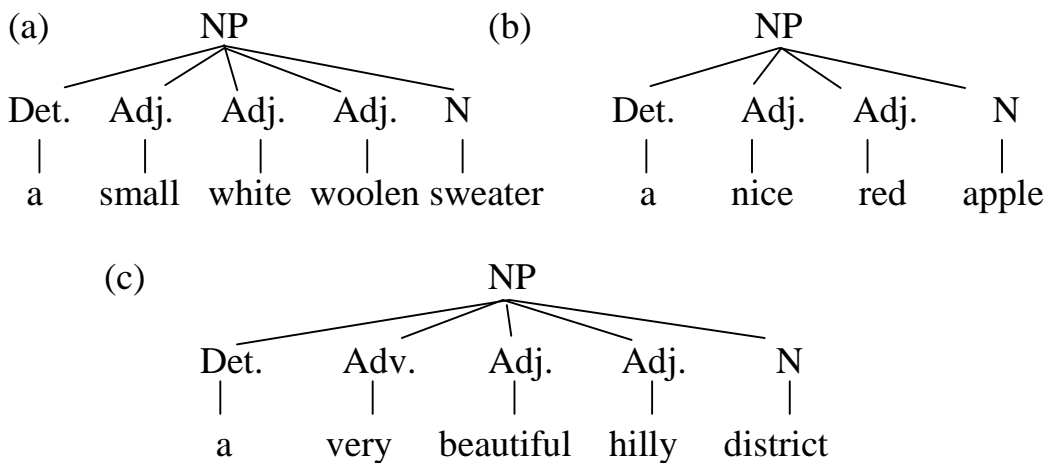 (a) NP (b) NP
Det. Adj. Adj. Adj. N Det. Adj. Adj. N
a small white woolen sweater a nice red apple
(c) NP
Det. Adv. Adj. Adj. N
a very beautiful hilly district